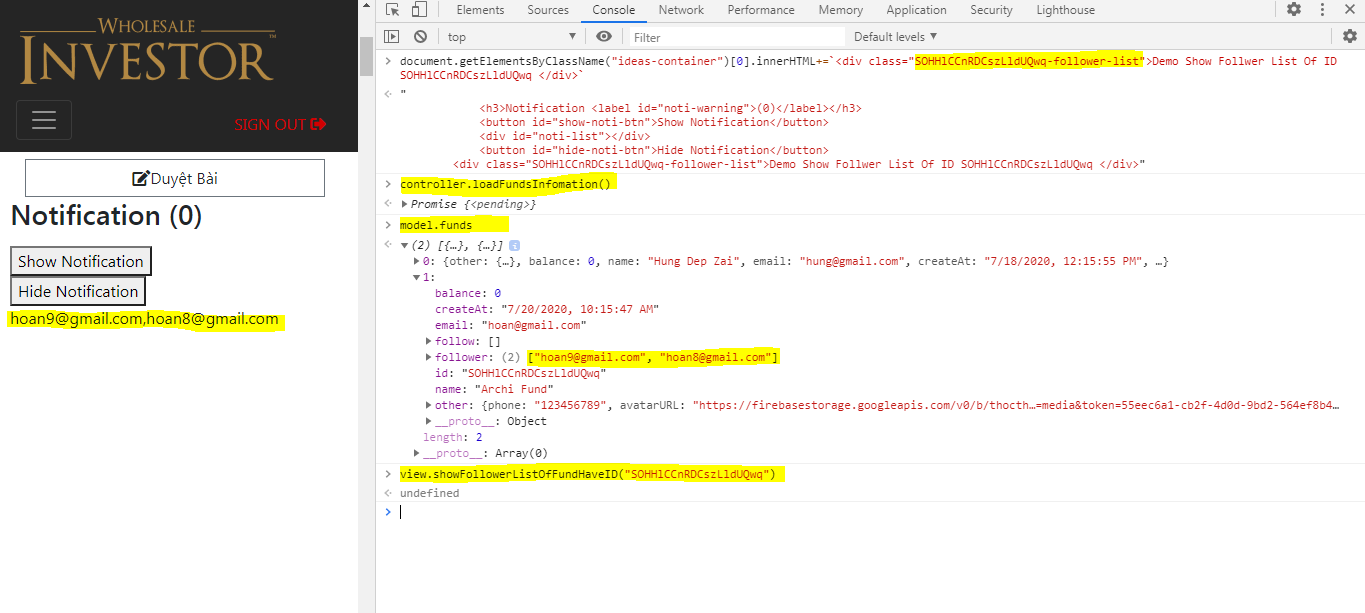 WHOLESALE
INVESTOR™
SIGN OUT
Duyệt Bài
Notification (0)
Show Notification
Hide Notification
hoan9@gmail.com,hoan8@gmail.com
Elements Sources Console Network Performance Memory Application Security Lighthouse
top Filter Default levels
document.getElementsByClassName("ideas-container")[0].innerHTML+=`<div class="SOHHlCCnRDCszLldUQwq-follower-list">Demo Show Follwer List Of ID
SOHHlCCnRDCszLldUQwq </div>`
"
<h3>Notification <label id="noti-warning">(0)</label></h3>
<button id="show-noti-btn">Show Notification</button>
<div id="noti-list"></div>
<button id="hide-noti-btn">Hide Notification</button>
<div class="SOHHlCCnRDCszLldUQwq-follower-list">Demo Show Follwer List Of ID SOHHlCCnRDCszLldUQwq </div>"
controller.loadFundsInfomation()
Promise {<pending>}
model.funds
(2) [{…}, {…}]
0: {other: {…}, balance: 0, name: "Hung Dep Zai", email: "hung@gmail.com", createAt: "7/18/2020, 12:15:55 PM", …}
1:
balance: 0
createAt: "7/20/2020, 10:15:47 AM"
email: "hoan@gmail.com"
follow: []
follower: (2) ["hoan9@gmail.com", "hoan8@gmail.com"]
id: "SOHHlCCnRDCszLldUQwq"
name: "Archi Fund"
other: {phone: "123456789", avatarURL: "https://firebasestorage.googleapis.com/v0/b/thocth…=media&token=55eec6a1-cb2f-4d0d-9bd2-564ef8b4…
__proto__: Object
length: 2
__proto__: Array(0)
view.showFollowerListOfFundHaveID("SOHHlCCnRDCszLldUQwq")
undefined